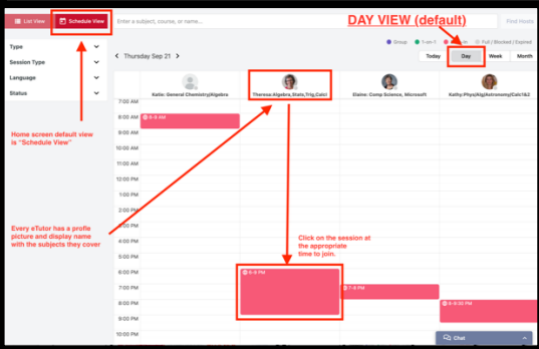 List View
Schedule View
Enter a subject, course, or name...
DAY VIEW (default)
Find Hosts
Group
1-on-1
Full / Blocked / Expired
Type
Session Type
Language
Status
Thursday Sep 21
Today
Day
Week
Month
Katie: General Chemistry/Algebra
Theresa:Algebra,Stats,Trig,Calc1
Elaine: Comp Science, Microsoft
Kathy:Phys/Alg/Astronomy/Calc1&2
7:00 AM
8:00 AM
8-9 AM
9:00 AM
10:00 AM
11:00 AM
12:00 PM
1:00 PM
2:00 PM
3:00 PM
4:00 PM
5:00 PM
6:00 PM
6-9 PM
7:00 PM
7-8 PM
8:00 PM
8-9:30 PM
9:00 PM
10:00 PM
Home screen default view
is "Schedule View"
Every eTutor has a profie
picture and display name
with the subjects they cover
Click on the session at
the appropriate
time to join.
Chat